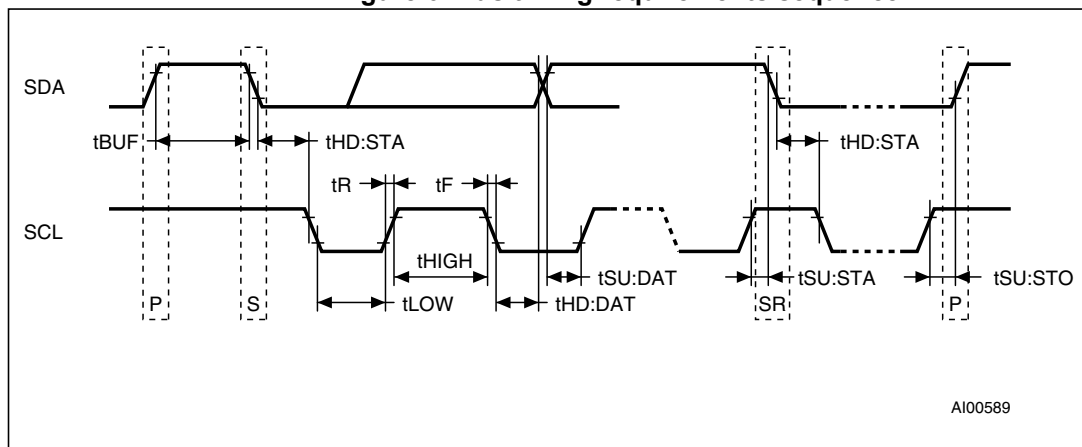 SDA
tBUF
tHD:STA
tHD:STA
tR
tF
SCL
tHIGH
tSU:DAT
tSU:STA
tSU:STO
P
S
tLOW
tHD:DAT
SR
P
AI00589